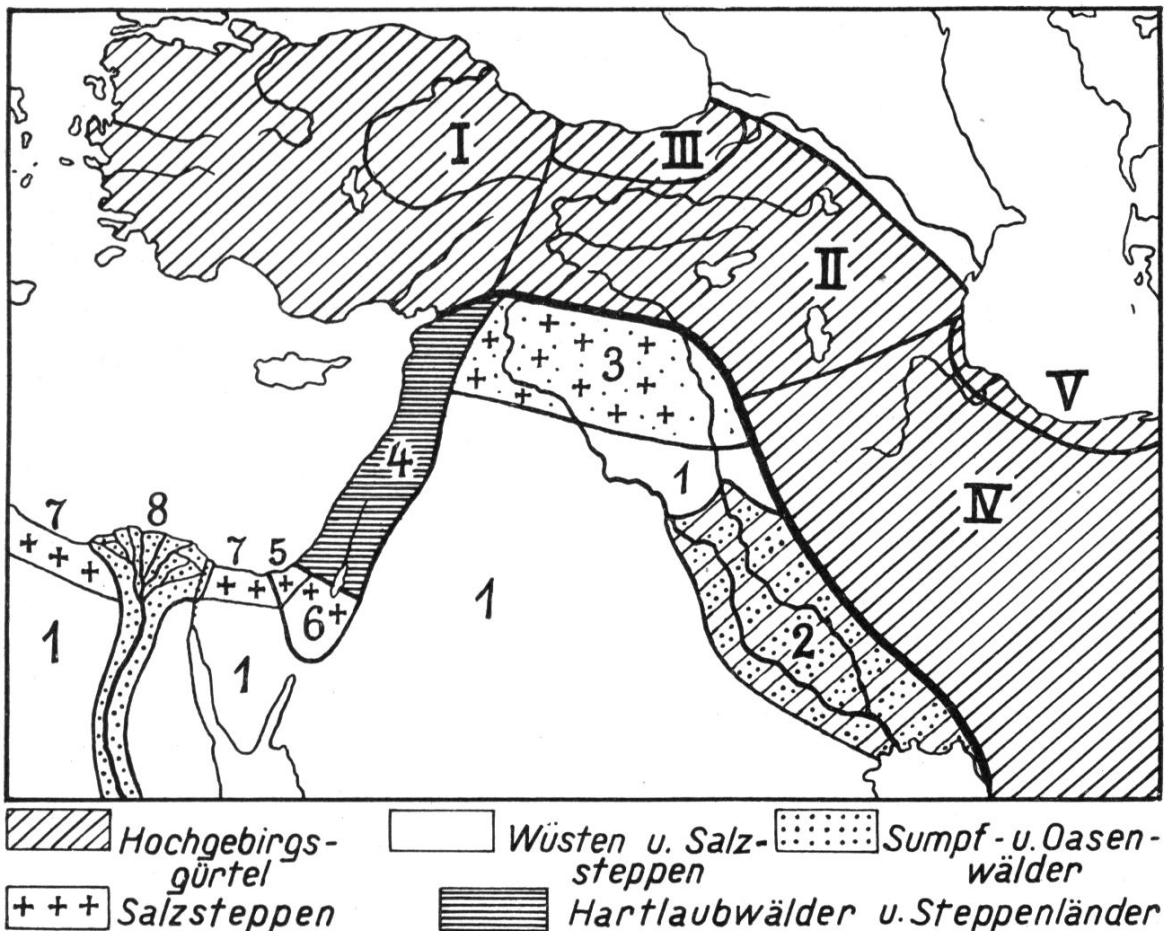 I
III
II
3
V
4
1
IV
7
8
7
5
6
1
1
1
2
Hochgebirgs-
gürtel
Wüsten u. Salz-
steppen
Sumpf- u. Oasen-
wälder
Salzsteppen
Hartlaubwälder u. Steppenländer